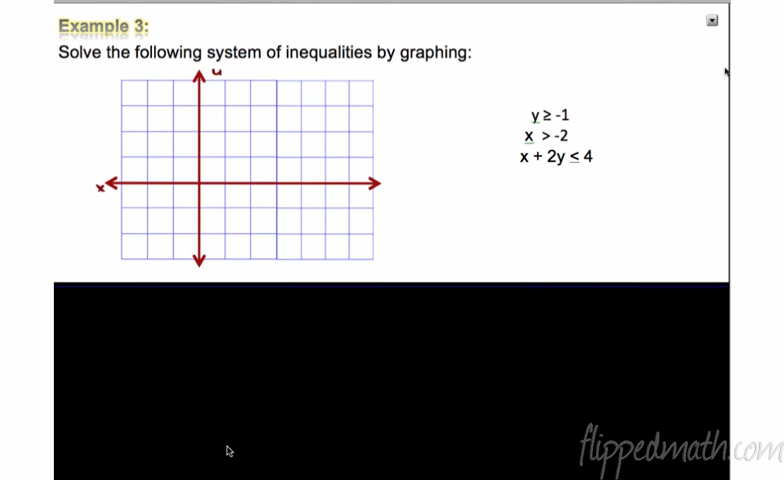 Example 3:
Solve the following system of inequalities by graphing:
y
y ≥ -1
x > -2
x + 2y ≤ 4
x
flippedmath.com